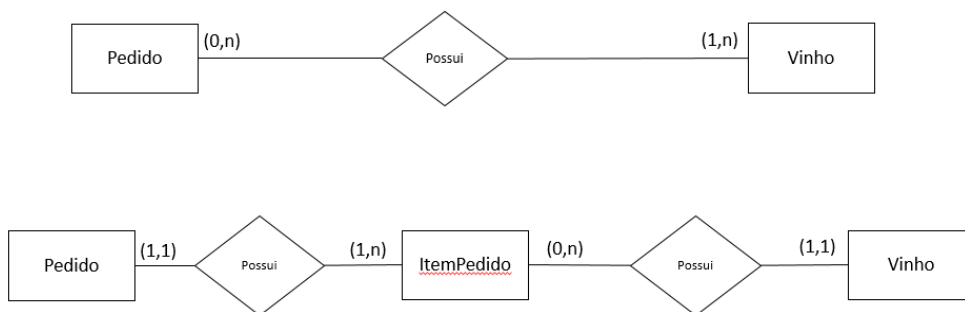 (0,n)
(1,n)
Pedido
Possui
Vinho
(1,1)
(1,n)
(0,n)
(1,1)
Pedido
Possui
ItemPedido
Possui
Vinho